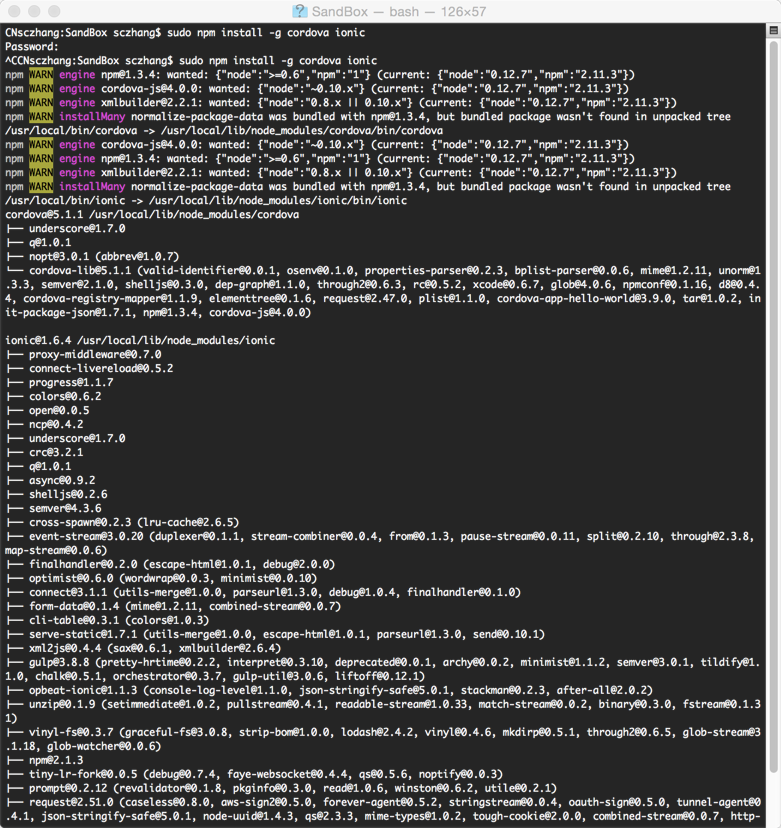 SandBox — bash — 126×57
CNsczhang:SandBox sczhang$ sudo npm install -g cordova ionic
Password:
^CCNsczhang:SandBox sczhang$ sudo npm install -g cordova ionic
npm WARN engine npm@1.3.4: wanted: {"node":">=0.6","npm":"1"} (current: {"node":"0.12.7","npm":"2.11.3"})
npm WARN engine cordova-js@4.0.0: wanted: {"node":"~0.10.x"} (current: {"node":"0.12.7","npm":"2.11.3"})
npm WARN engine xmlbuilder@2.2.1: wanted: {"node":"0.8.x || 0.10.x"} (current: {"node":"0.12.7","npm":"2.11.3"})
npm WARN installMany normalize-package-data was bundled with npm@1.3.4, but bundled package wasn't found in unpacked tree
/usr/local/bin/cordova -> /usr/local/lib/node_modules/cordova/bin/cordova
npm WARN engine cordova-js@4.0.0: wanted: {"node":"~0.10.x"} (current: {"node":"0.12.7","npm":"2.11.3"})
npm WARN engine npm@1.3.4: wanted: {"node":">=0.6","npm":"1"} (current: {"node":"0.12.7","npm":"2.11.3"})
npm WARN engine xmlbuilder@2.2.1: wanted: {"node":"0.8.x || 0.10.x"} (current: {"node":"0.12.7","npm":"2.11.3"})
npm WARN installMany normalize-package-data was bundled with npm@1.3.4, but bundled package wasn't found in unpacked tree
/usr/local/bin/ionic -> /usr/local/lib/node_modules/ionic/bin/ionic
cordova@5.1.1 /usr/local/lib/node_modules/cordova
├── underscore@1.7.0
├── q@1.0.1
├── nopt@3.0.1 (abbrev@1.0.7)
└── cordova-lib@5.1.1 (valid-identifier@0.0.1, osenv@0.1.0, properties-parser@0.2.3, bplist-parser@0.0.6, mime@1.2.11, unorm@1
.3.3, semver@2.1.0, shelljs@0.3.0, dep-graph@1.1.0, through2@0.6.3, rc@0.5.2, xcode@0.6.7, glob@4.0.6, npmconf@0.1.16, d8@0.4.
4, cordova-registry-mapper@1.1.9, elementtree@0.1.6, request@2.47.0, plist@1.1.0, cordova-app-hello-world@3.9.0, tar@1.0.2, in
it-package-json@1.7.1, npm@1.3.4, cordova-js@4.0.0)
ionic@1.6.4 /usr/local/lib/node_modules/ionic
├── proxy-middleware@0.7.0
├── connect-livereload@0.5.2
├── progress@1.1.7
├── colors@0.6.2
├── open@0.0.5
├── ncp@0.4.2
├── underscore@1.7.0
├── crc@3.2.1
├── q@1.0.1
├── async@0.9.2
├── shelljs@0.2.6
├── semver@4.3.6
├── cross-spawn@0.2.3 (lru-cache@2.6.5)
├── event-stream@3.0.20 (duplexer@0.1.1, stream-combiner@0.0.4, from@0.1.3, pause-stream@0.0.11, split@0.2.10, through@2.3.8,
map-stream@0.0.6)
├── finalhandler@0.2.0 (escape-html@1.0.1, debug@2.0.0)
├── optimist@0.6.0 (wordwrap@0.0.3, minimist@0.0.10)
├── connect@3.1.1 (utils-merge@1.0.0, parseurl@1.3.0, debug@1.0.4, finalhandler@0.1.0)
├── form-data@0.1.4 (mime@1.2.11, combined-stream@0.0.7)
├── cli-table@0.3.1 (colors@1.0.3)
├── serve-static@1.7.1 (utils-merge@1.0.0, escape-html@1.0.1, parseurl@1.3.0, send@0.10.1)
├── xml2js@0.4.4 (sax@0.6.1, xmlbuilder@2.6.4)
├── gulp@3.8.8 (pretty-hrtime@0.2.2, interpret@0.3.10, deprecated@0.0.1, archy@0.0.2, minimist@1.1.2, semver@3.0.1, tildify@1.
1.0, chalk@0.5.1, orchestrator@0.3.7, gulp-util@3.0.6, liftoff@0.12.1)
├── opbeat-ionic@1.1.3 (console-log-level@1.1.0, json-stringify-safe@5.0.1, stackman@0.2.3, after-all@2.0.2)
├── unzip@0.1.9 (setimmediate@1.0.2, pullstream@0.4.1, readable-stream@1.0.33, match-stream@0.0.2, binary@0.3.0, fstream@0.1.3
1)
├── vinyl-fs@0.3.7 (graceful-fs@3.0.8, strip-bom@1.0.0, lodash@2.4.2, vinyl@0.4.6, mkdirp@0.5.1, through2@0.6.5, glob-stream@3
.1.18, glob-watcher@0.0.6)
├── npm@2.1.3
├── tiny-lr-fork@0.0.5 (debug@0.7.4, faye-websocket@0.4.4, qs@0.5.6, noptify@0.0.3)
├── prompt@0.2.12 (revalidator@0.1.8, pkginfo@0.3.0, read@1.0.6, winston@0.6.2, utile@0.2.1)
├── request@2.51.0 (caseless@0.8.0, aws-sign2@0.5.0, forever-agent@0.5.2, stringstream@0.0.4, oauth-sign@0.5.0, tunnel-agent@0
.4.1, json-stringify-safe@5.0.1, node-uuid@1.4.3, qs@2.3.3, mime-types@1.0.2, tough-cookie@2.0.0, combined-stream@0.0.7, http-